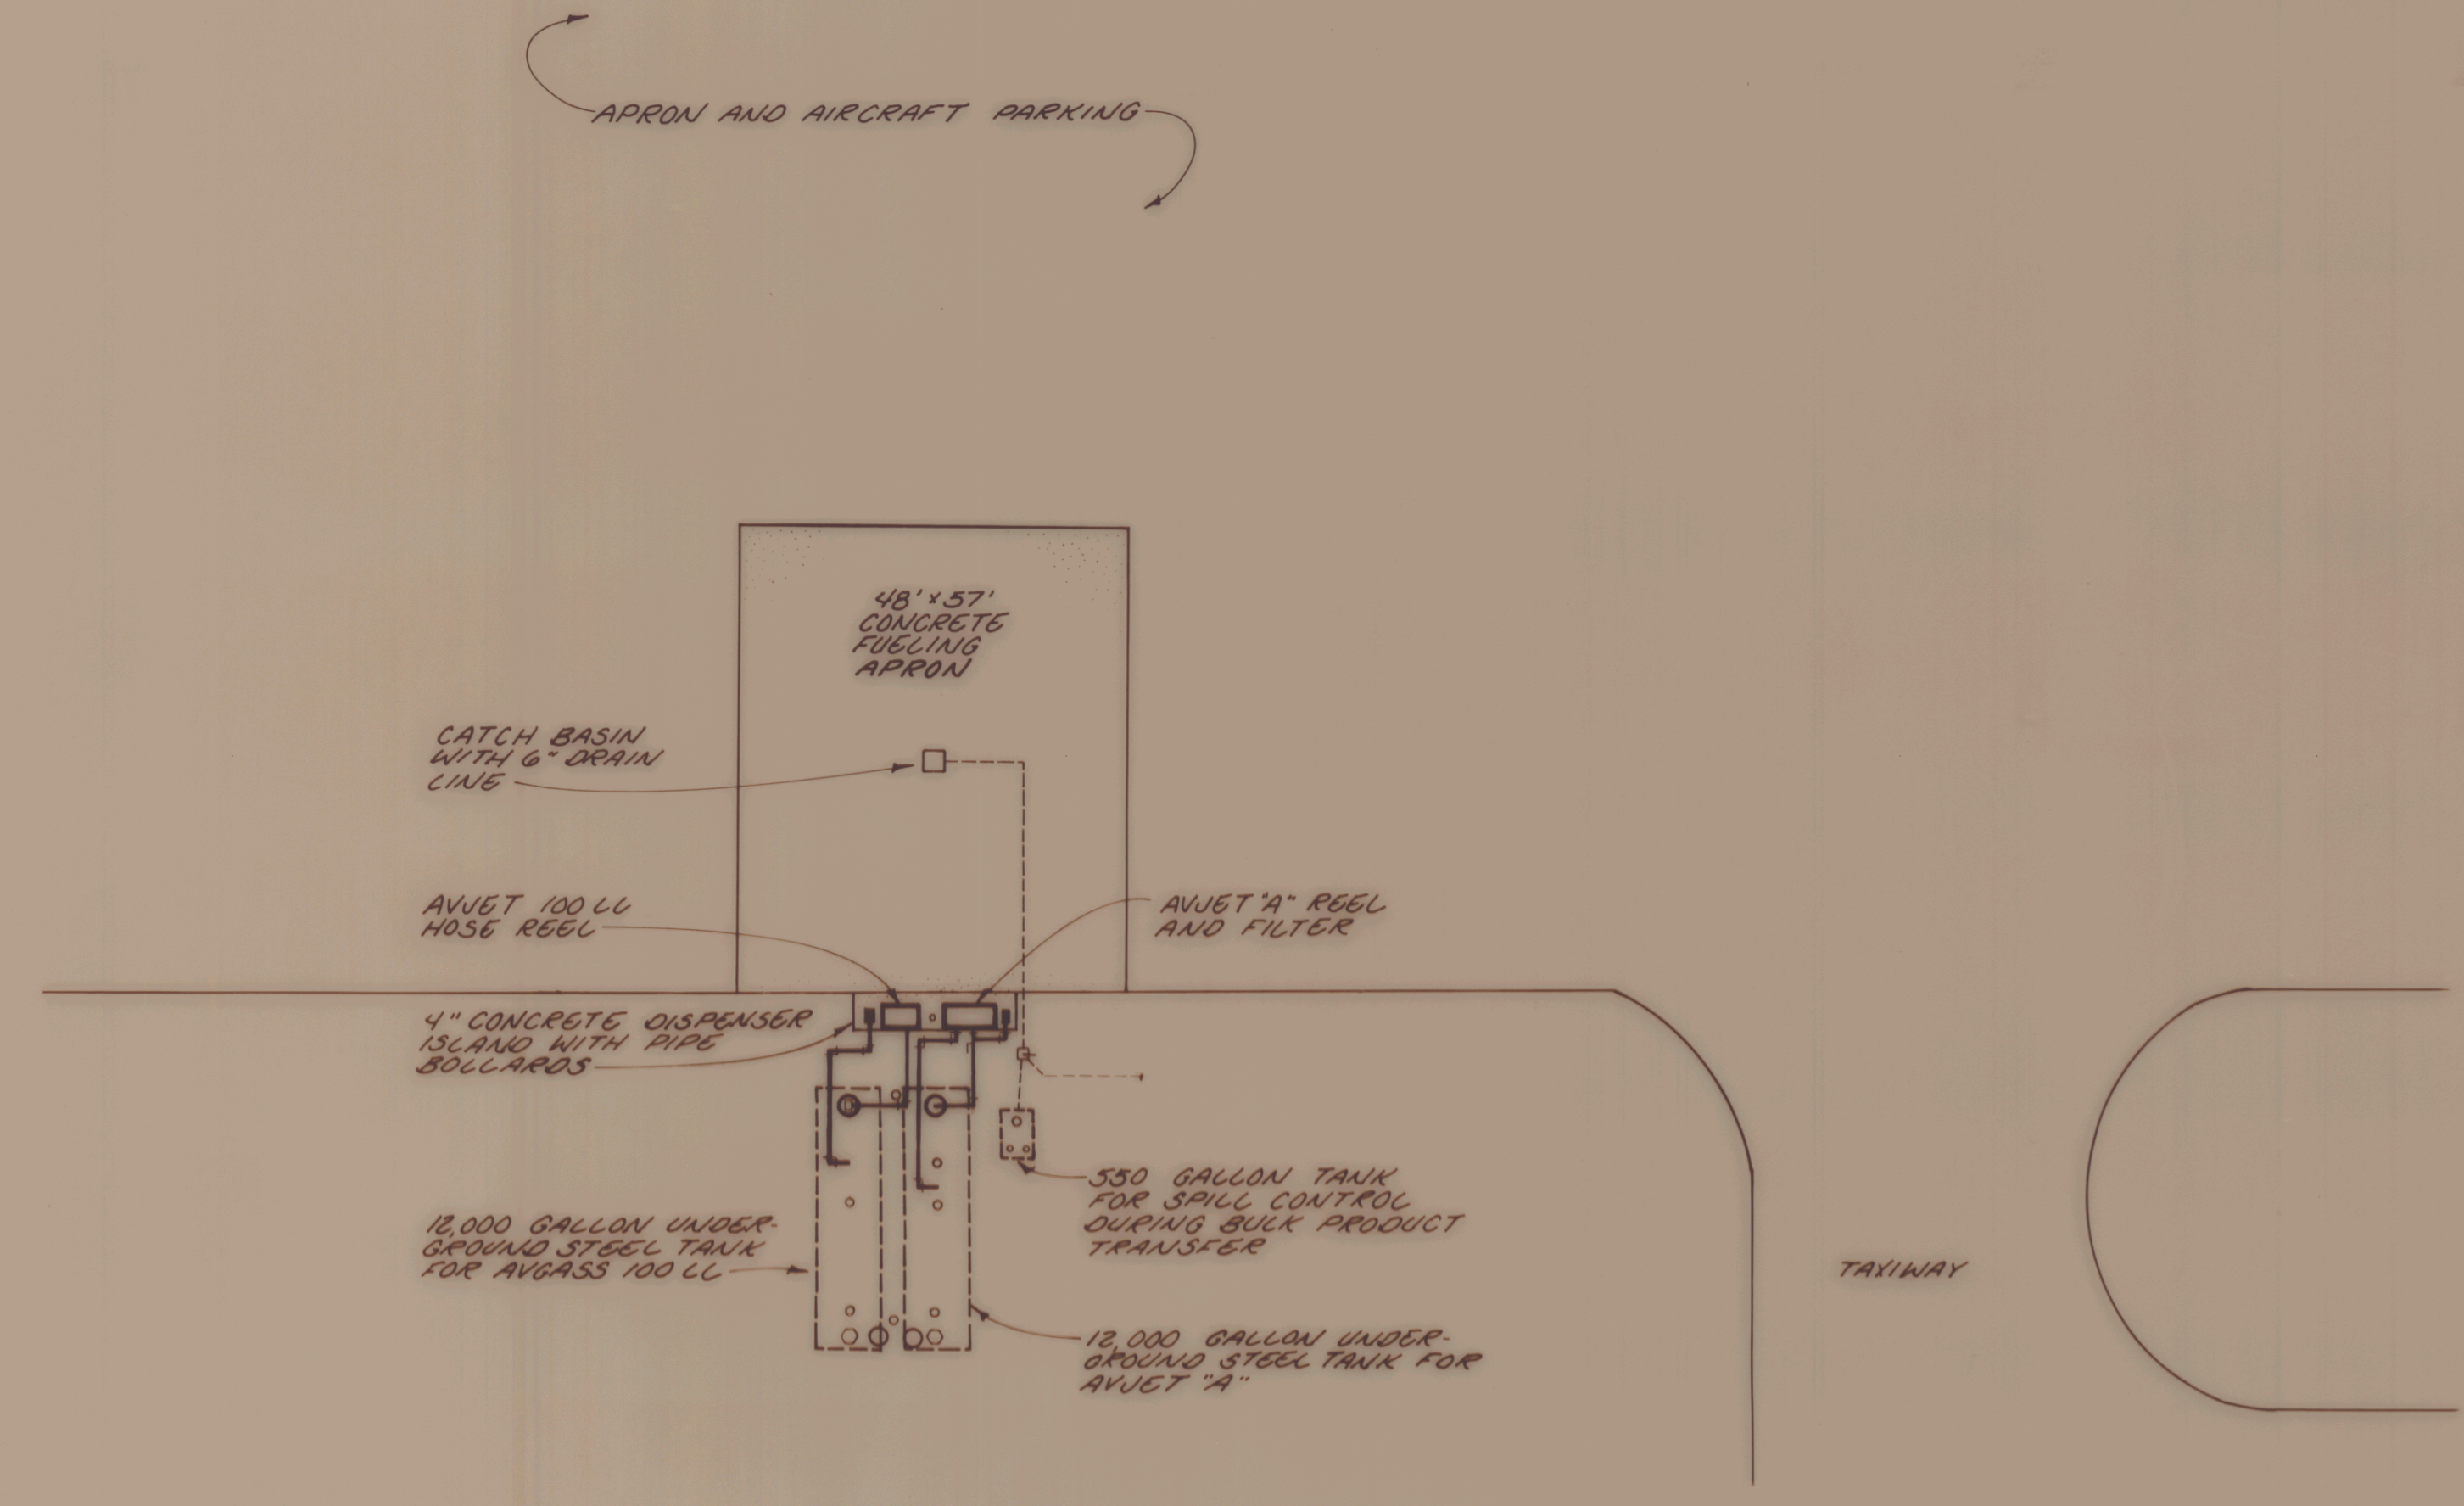 APRON AND AIRCRAFT PARKING
48' x 57'
CONCRETE
FUELING
APRON
CATCH BASIN
WITH 6" DRAIN
LINE
AVJET 100 LL
HOSE REEL
AVJET "A" REEL
AND FILTER
4" CONCRETE DISPENSER
ISLAND WITH PIPE
BOLLARDS
550 GALLON TANK
FOR SPILL CONTROL
DURING BULK PRODUCT
TRANSFER
12,000 GALLON UNDER-
GROUND STEEL TANK
FOR AVGASS 100 LL
TAXIWAY
12,000 GALLON UNDER-
GROUND STEEL TANK FOR
AVJET "A"